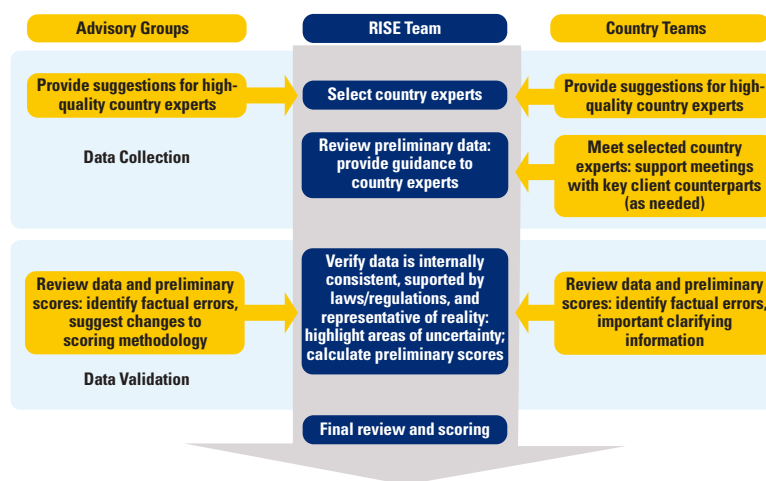 Advisory Groups
RISE Team
Country Teams
Provide suggestions for high-
quality country experts
Select country experts
Provide suggestions for high-
quality country experts
Data Collection
Review preliminary data:
provide guidance to
country experts
Meet selected country
experts: support meetings
with key client counterparts
(as needed)
Review data and preliminary
scores: identify factual errors,
suggest changes to
scoring methodology
Verify data is internally
consistent, suported by
laws/regulations, and
representative of reality:
highlight areas of uncertainty;
calculate preliminary scores
Review data and preliminary
scores: identify factual errors,
important clarifying
information
Data Validation
Final review and scoring